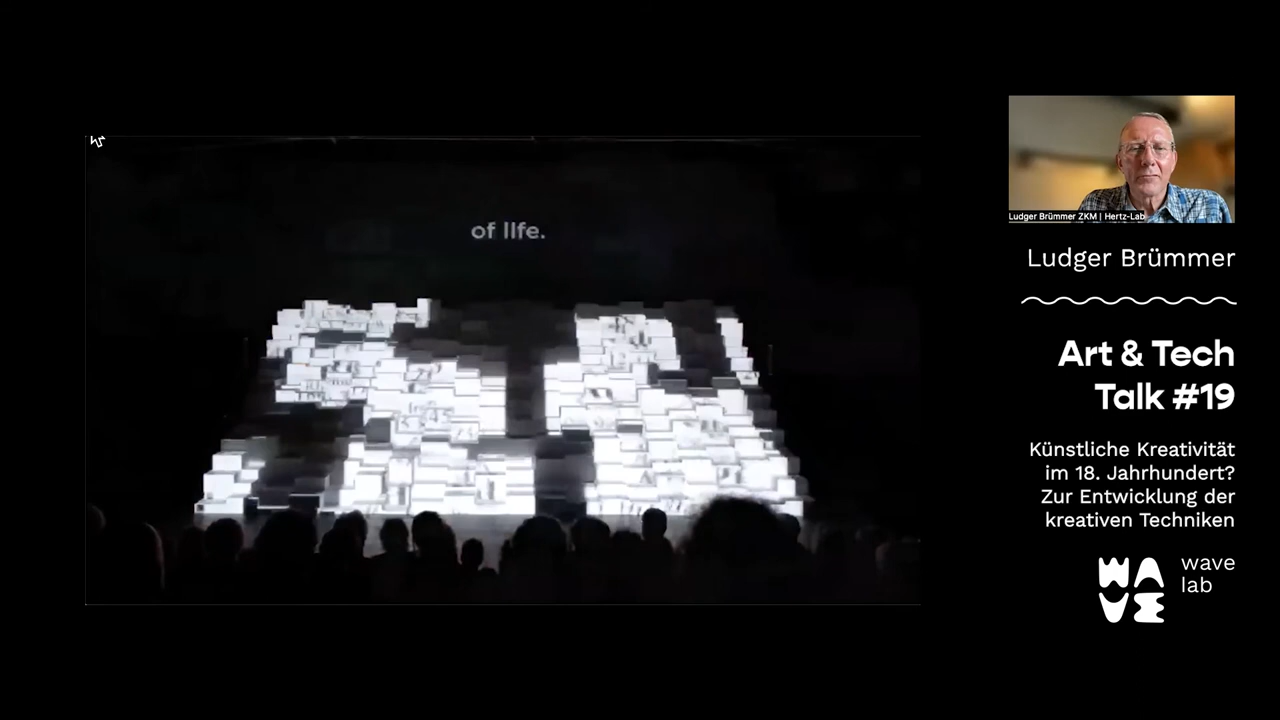 of life.
Ludger Brümmer ZKM | Hertz-Lab
Ludger Brümmer
Art & Tech
Talk #19
Künstliche Kreativität
im 18. Jahrhundert?
Zur Entwicklung der
kreativen Techniken
WAVE
wave
lab